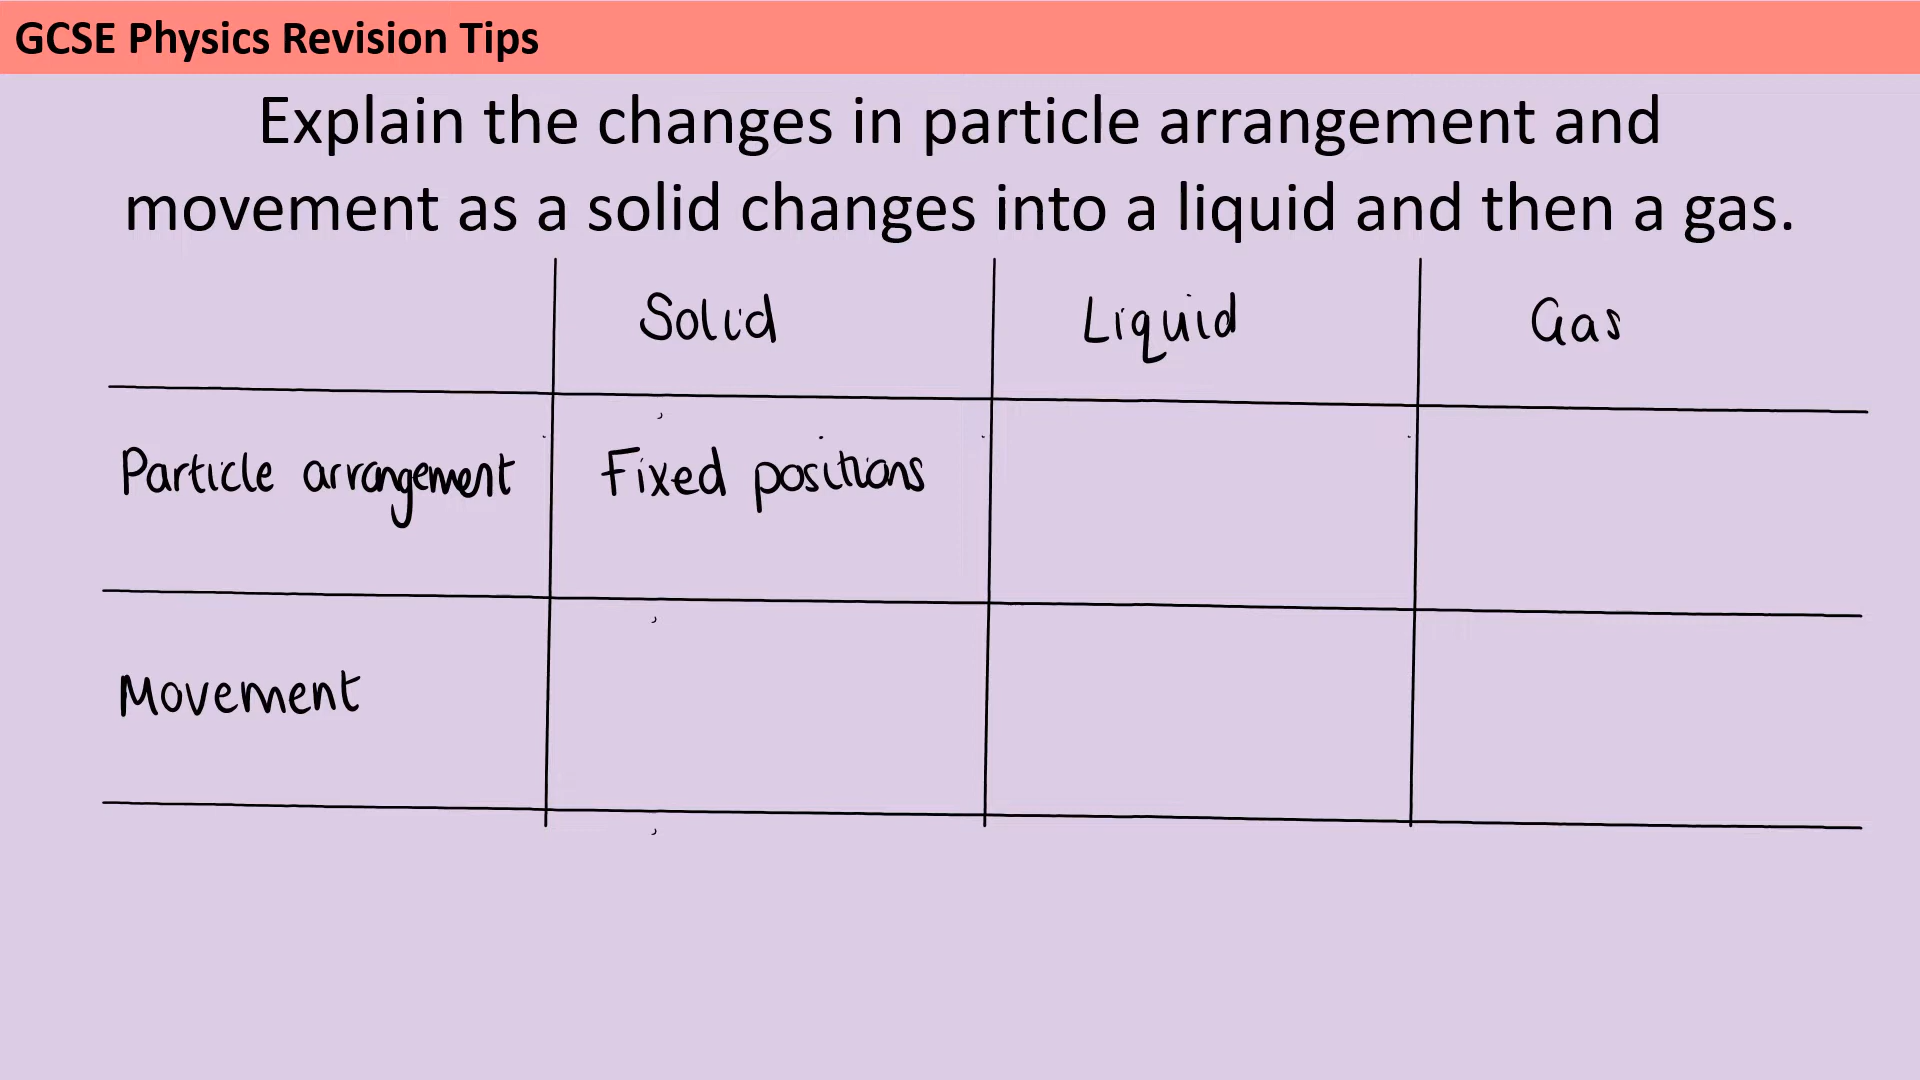 GCSE Physics Revision Tips
Explain the changes in particle arrangement and
movement as a solid changes into a liquid and then a gas.
Solid Liquid Gas
Particle arrangement Fixed positions
Movement